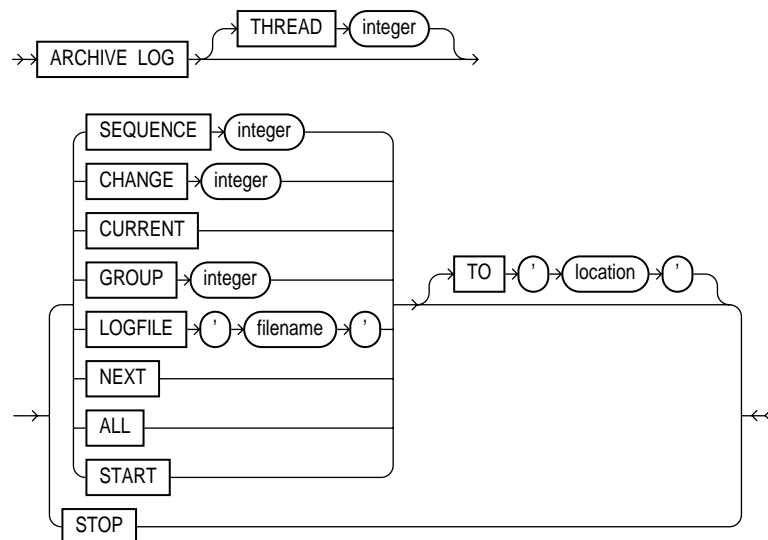 THREAD integer
ARCHIVE LOG
SEQUENCE integer
CHANGE integer
CURRENT
TO ' location '
GROUP integer
LOGFILE ' filename '
NEXT
ALL
START
STOP